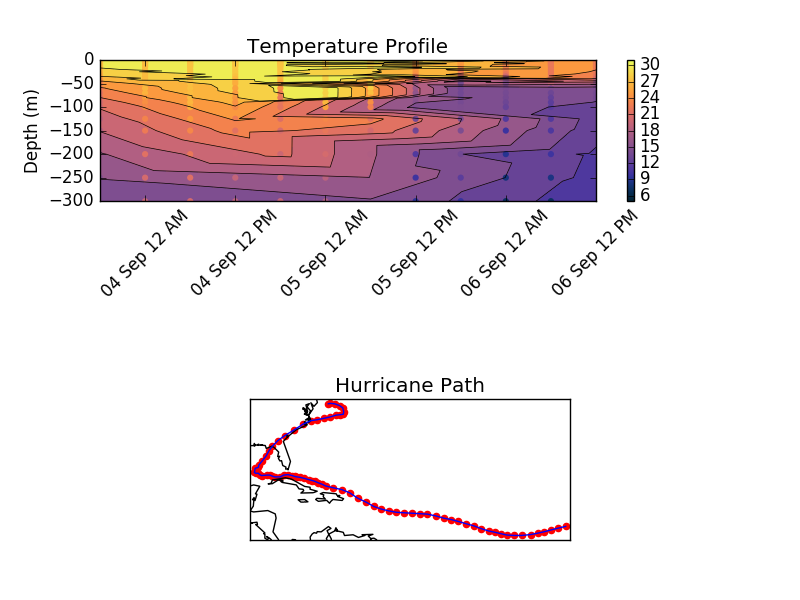 Temperature Profile
Depth (m)
0
−50
−100
−150
−200
−250
−300
30
27
24
21
18
15
12
9
6
04 Sep 12 AM
04 Sep 12 PM
05 Sep 12 AM
05 Sep 12 PM
06 Sep 12 AM
06 Sep 12 PM
Hurricane Path